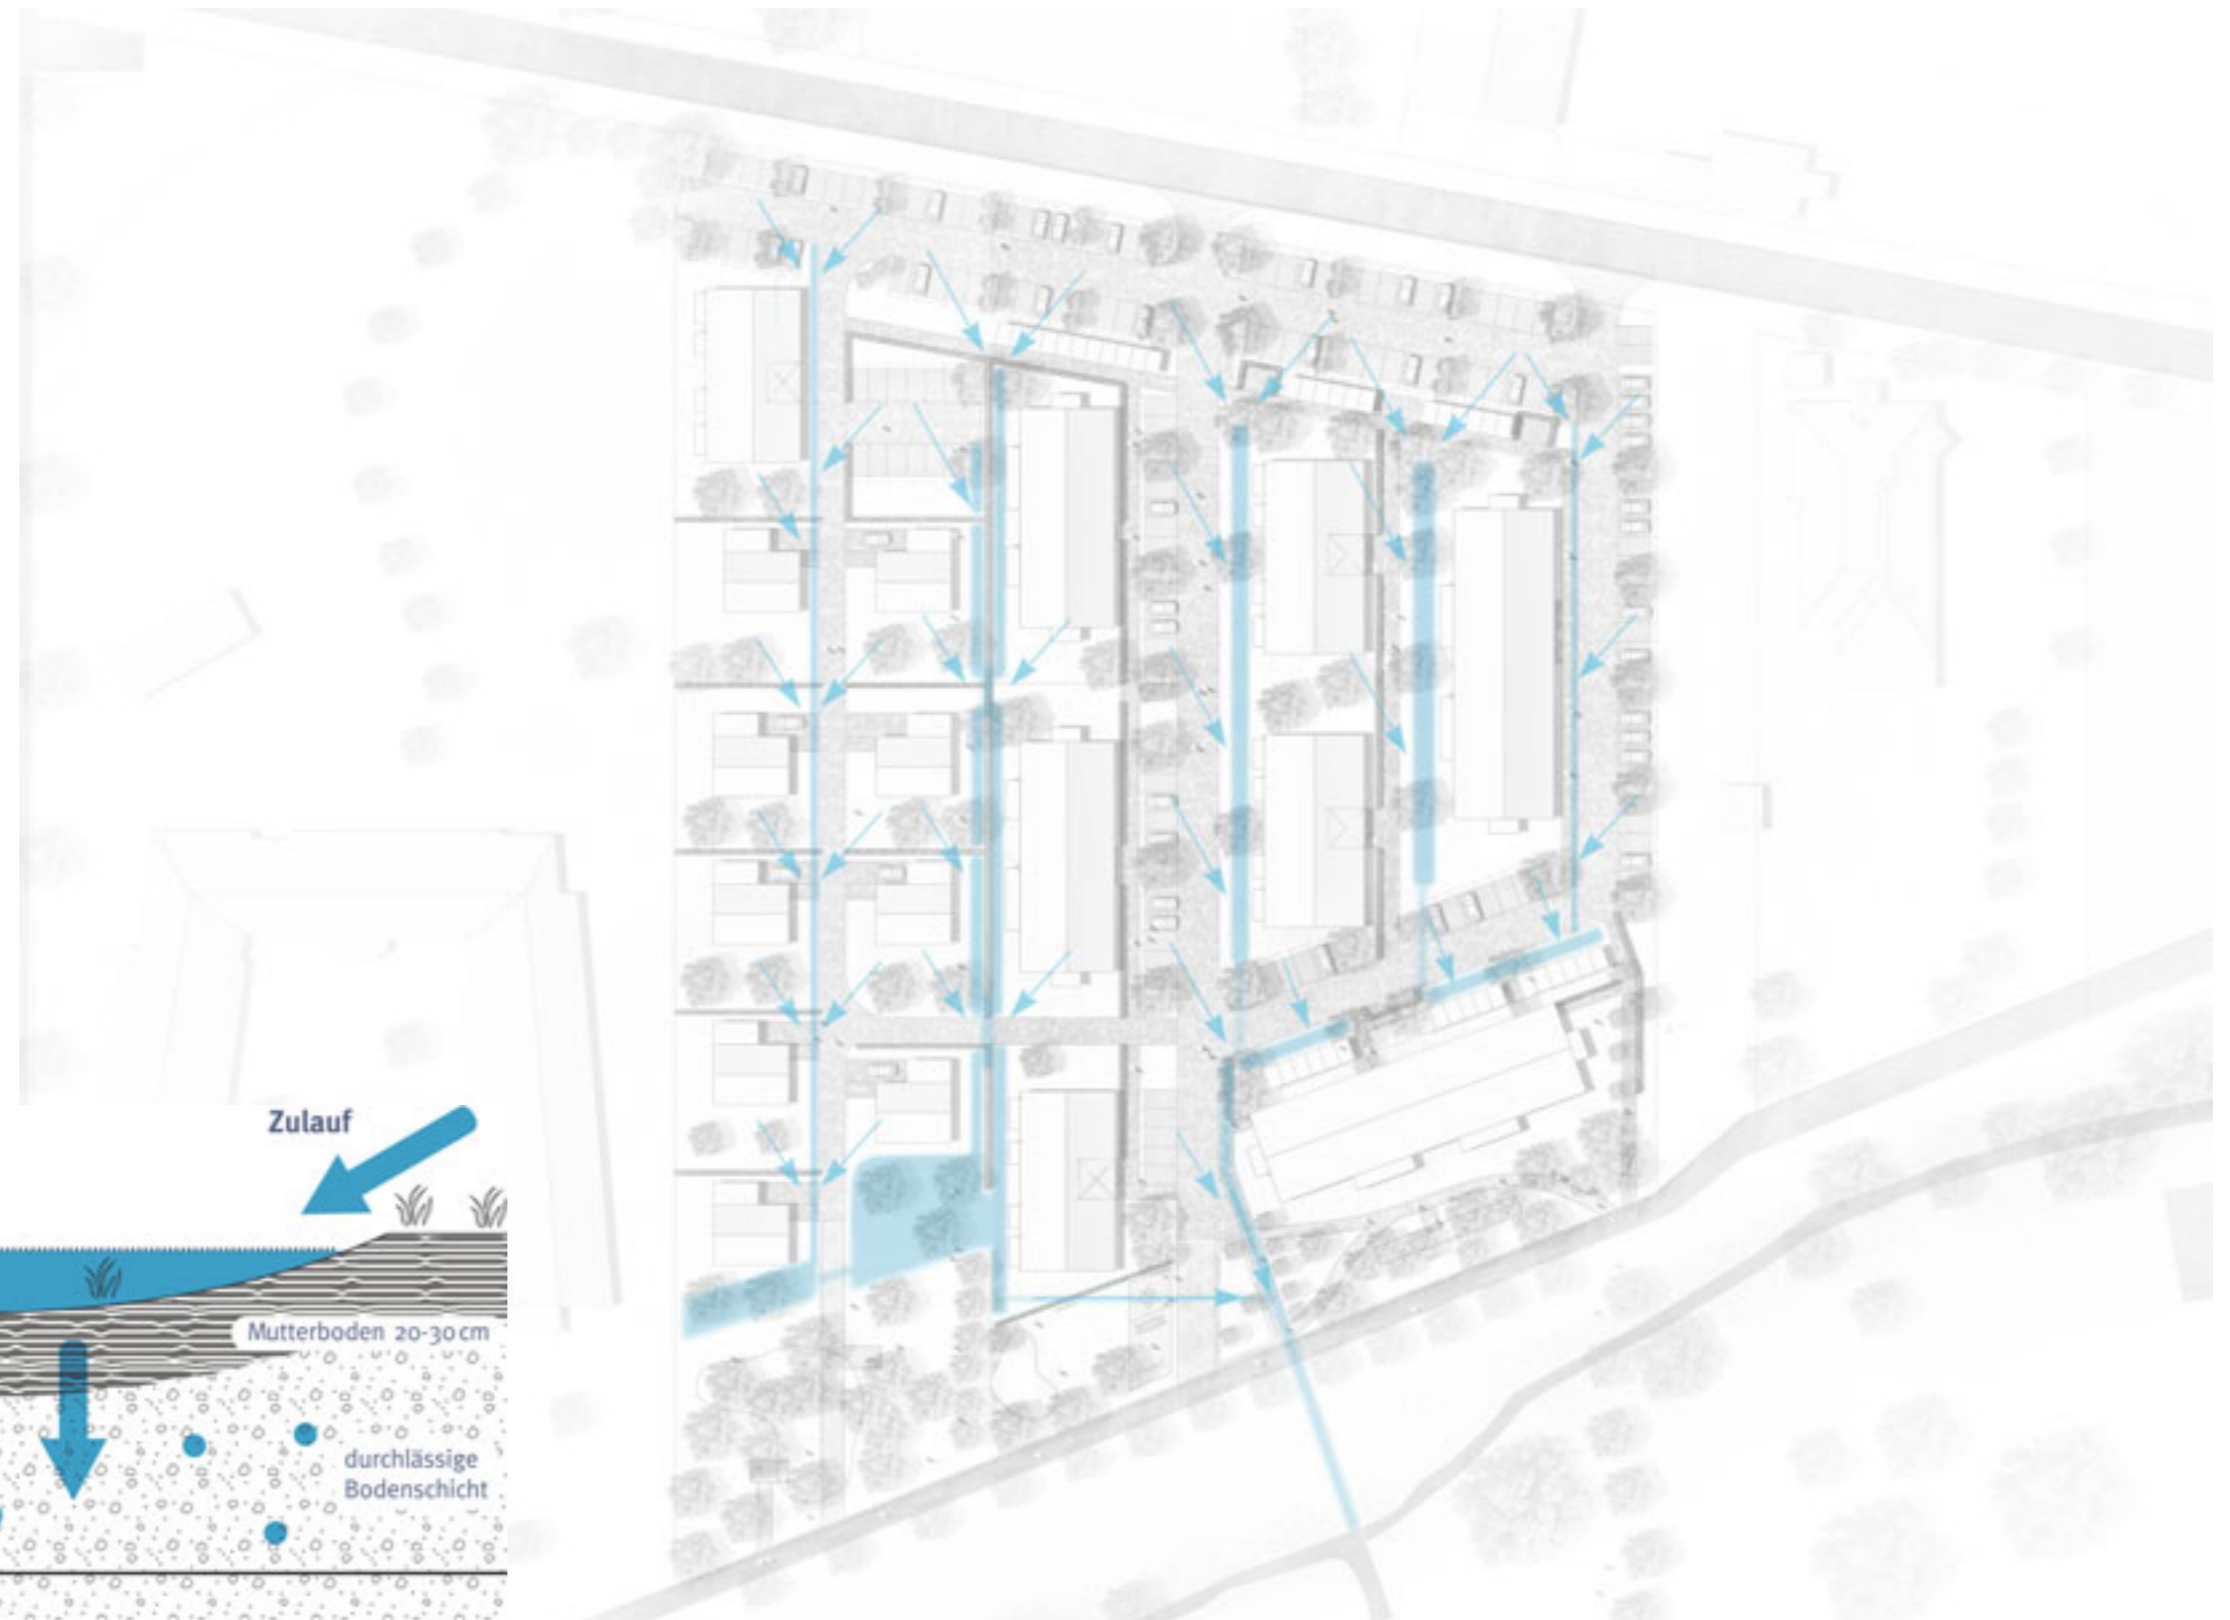 Zulauf
Mutterboden 20-30 cm
durchlässige
Bodenschicht